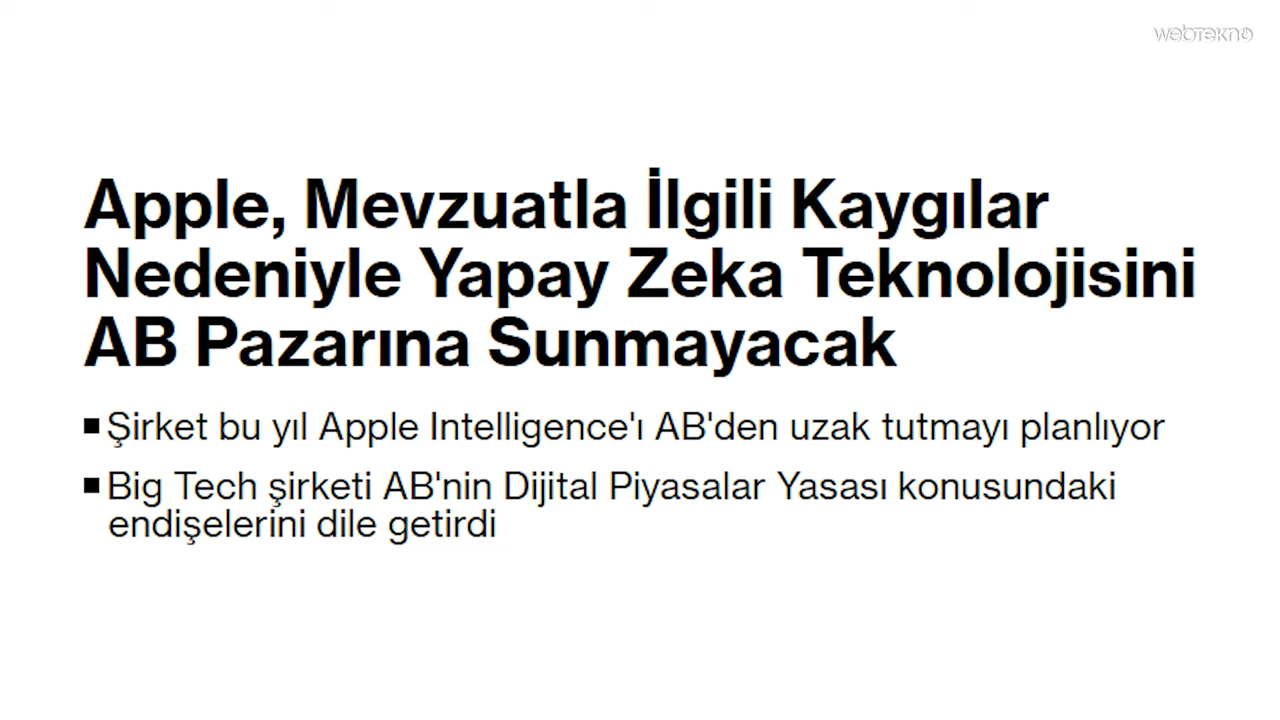 webtekno
Apple, Mevzuatla İlgili Kaygılar
Nedeniyle Yapay Zeka Teknolojisini
AB Pazarına Sunmayacak
Şirket bu yıl Apple Intelligence'ı AB'den uzak tutmayı planlıyor
Big Tech şirketi AB'nin Dijital Piyasalar Yasası konusundaki
endişelerini dile getirdi